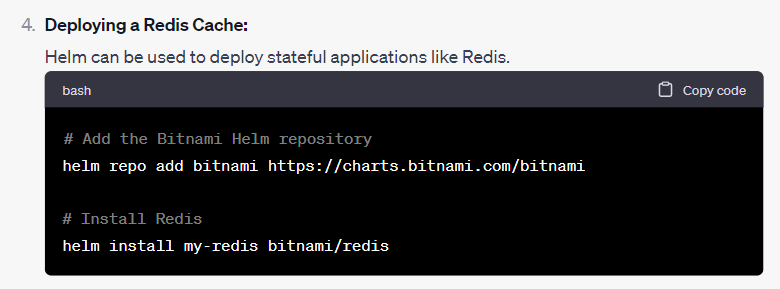 4. Deploying a Redis Cache:
Helm can be used to deploy stateful applications like Redis.
bash Copy code
# Add the Bitnami Helm repository
helm repo add bitnami https://charts.bitnami.com/bitnami
# Install Redis
helm install my-redis bitnami/redis